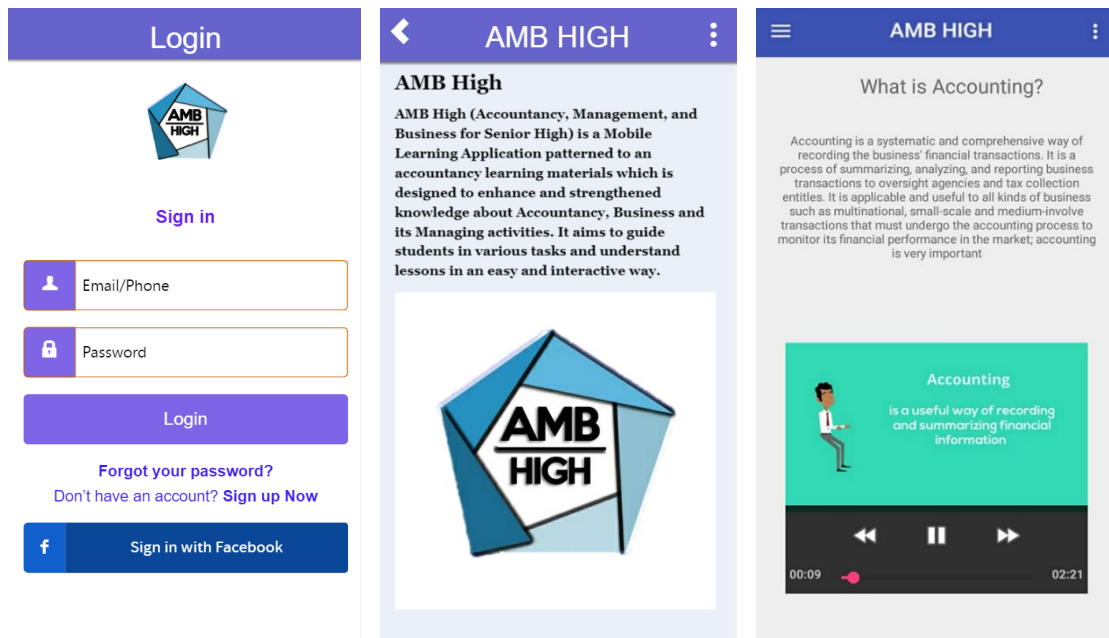 Login
AMB
HIGH
Sign in
Email/Phone
Password
Login
Forgot your password?
Don't have an account? Sign up Now
f
Sign in with Facebook
AMB HIGH
AMB High
AMB High (Accountancy, Management, and
Business for Senior High) is a Mobile
Learning Application patterned to an
accountancy learning materials which is
designed to enhance and strengthened
knowledge about Accountancy, Business and
its Managing activities. It aims to guide
students in various tasks and understand
lessons in an easy and interactive way.
AMB
HIGH
AMB HIGH
What is Accounting?
Accounting is a systematic and comprehensive way of
recording the business' financial transactions. It is a
process of summarizing, analyzing, and reporting business
transactions to oversight agencies and tax collection
entitles. It is applicable and useful to all kinds of business
such as multinational, small-scale and medium-involve
transactions that must undergo the accounting process to
monitor its financial performance in the market; accounting
is very important
Accounting
is a useful way of recording
and summarizing financial
information
00:09
02:21